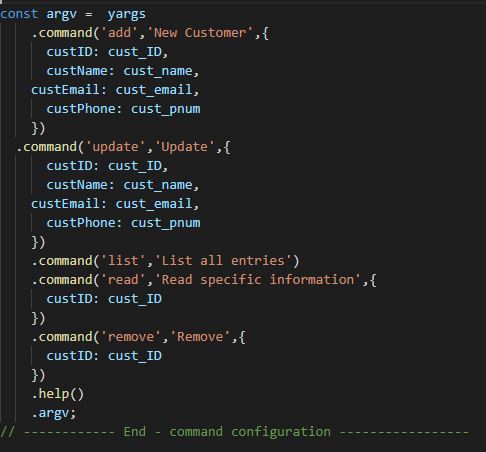 const argv =  yargs
    .command('add','New Customer',{
      custID: cust_ID,
      custName: cust_name,
    custEmail: cust_email,
      custPhone: cust_pnum
    })
  .command('update','Update',{
      custID: cust_ID,
      custName: cust_name,
    custEmail: cust_email,
      custPhone: cust_pnum
    })
    .command('list','List all entries')
    .command('read','Read specific information',{
      custID: cust_ID
    })
    .command('remove','Remove',{
      custID: cust_ID
    })
    .help()
    .argv;
// ------------ End - command configuration -----------------